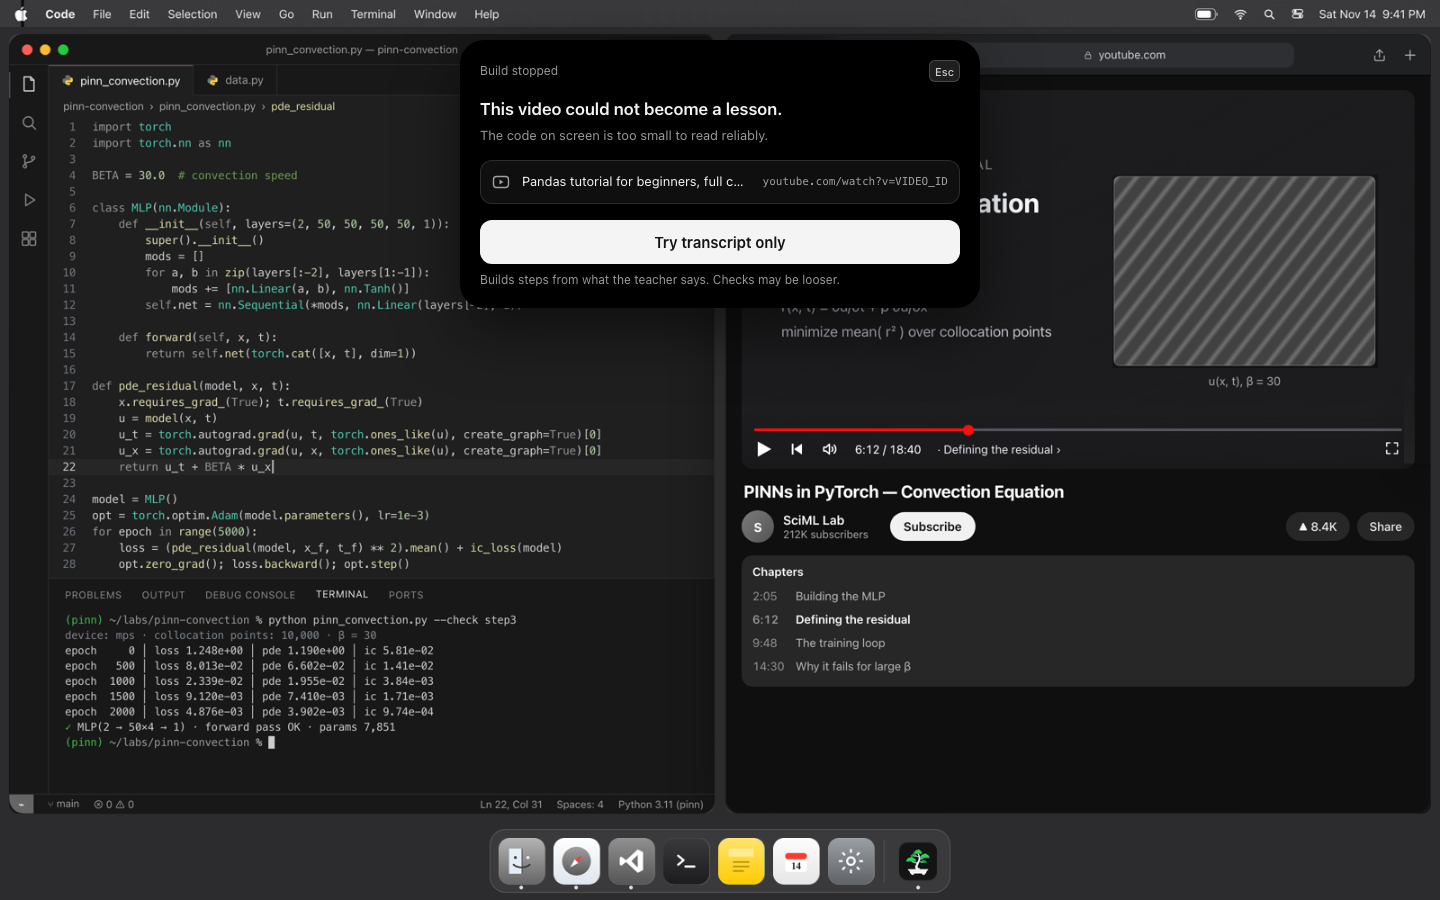 Code File Edit Selection View Go Run Terminal Window Help
Sat Nov 14 9:41 PM
pinn_convection.py — pinn-convection
pinn_convection.py
data.py
pinn-convection › pinn_convection.py › pde_residual
1 import torch
2 import torch.nn as nn
3
4 BETA = 30.0 # convection speed
5
6 class MLP(nn.Module):
7 def __init__(self, layers=(2, 50, 50, 50, 50, 1)):
8 super().__init__()
9 mods = []
10 for a, b in zip(layers[:-2], layers[1:-1]):
11 mods += [nn.Linear(a, b), nn.Tanh()]
12 self.net = nn.Sequential(*mods, nn.Linear(layers[
13
14 def forward(self, x, t):
15 return self.net(torch.cat([x, t], dim=1))
16
17 def pde_residual(model, x, t):
18 x.requires_grad_(True); t.requires_grad_(True)
19 u = model(x, t)
20 u_t = torch.autograd.grad(u, t, torch.ones_like(u), create_graph=True)[0]
21 u_x = torch.autograd.grad(u, x, torch.ones_like(u), create_graph=True)[0]
22 return u_t + BETA * u_x
23
24 model = MLP()
25 opt = torch.optim.Adam(model.parameters(), lr=1e-3)
26 for epoch in range(5000):
27 loss = (pde_residual(model, x_f, t_f) ** 2).mean() + ic_loss(model)
28 opt.zero_grad(); loss.backward(); opt.step()
PROBLEMS OUTPUT DEBUG CONSOLE TERMINAL PORTS
(pinn) ~/labs/pinn-convection % python pinn_convection.py --check step3
device: mps · collocation points: 10,000 · β = 30
epoch 0 | loss 1.248e+00 | pde 1.190e+00 | ic 5.81e-02
epoch 500 | loss 8.013e-02 | pde 6.602e-02 | ic 1.41e-02
epoch 1000 | loss 2.339e-02 | pde 1.955e-02 | ic 3.84e-03
epoch 1500 | loss 9.120e-03 | pde 7.410e-03 | ic 1.71e-03
epoch 2000 | loss 4.876e-03 | pde 3.902e-03 | ic 9.74e-04
✓ MLP(2 → 50×4 → 1) · forward pass OK · params 7,851
(pinn) ~/labs/pinn-convection %
main 0 0
Ln 22, Col 31 Spaces: 4 Python 3.11 (pinn)
Build stopped
Esc
This video could not become a lesson.
The code on screen is too small to read reliably.
Pandas tutorial for beginners, full c... youtube.com/watch?v=VIDEO_ID
Try transcript only
Builds steps from what the teacher says. Checks may be looser.
youtube.com
minimize mean( r² ) over collocation points
u(x, t), β = 30
6:12 / 18:40 · Defining the residual ›
PINNs in PyTorch — Convection Equation
S
SciML Lab
212K subscribers
Subscribe
8.4K
Share
Chapters
2:05 Building the MLP
6:12 Defining the residual
9:48 The training loop
14:30 Why it fails for large β
14